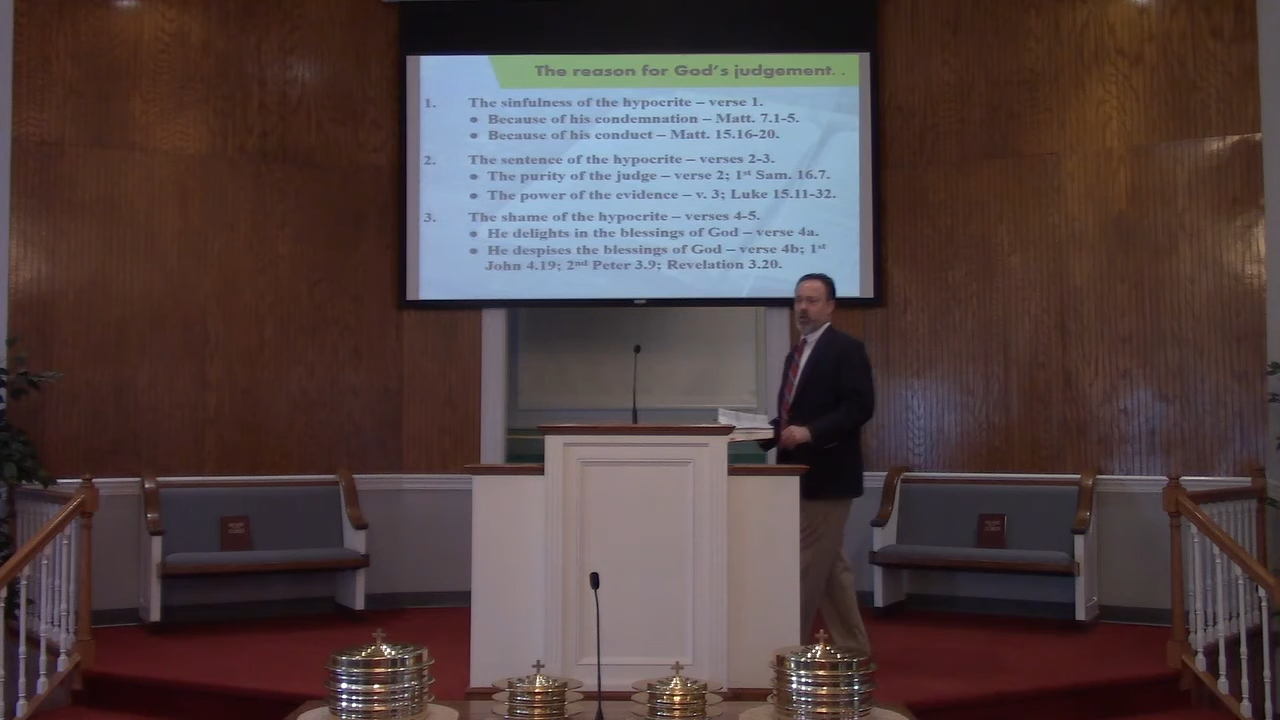 The reason for God's judgement. .
1. The sinfulness of the hypocrite – verse 1.
● Because of his condemnation – Matt. 7.1-5.
● Because of his conduct – Matt. 15.16-20.
2. The sentence of the hypocrite – verses 2-3.
● The purity of the judge – verse 2; 1st Sam. 16.7.
● The power of the evidence – v. 3; Luke 15.11-32.
3. The shame of the hypocrite – verses 4-5.
● He delights in the blessings of God – verse 4a.
● He despises the blessings of God – verse 4b; 1st
John 4.19; 2nd Peter 3.9; Revelation 3.20.